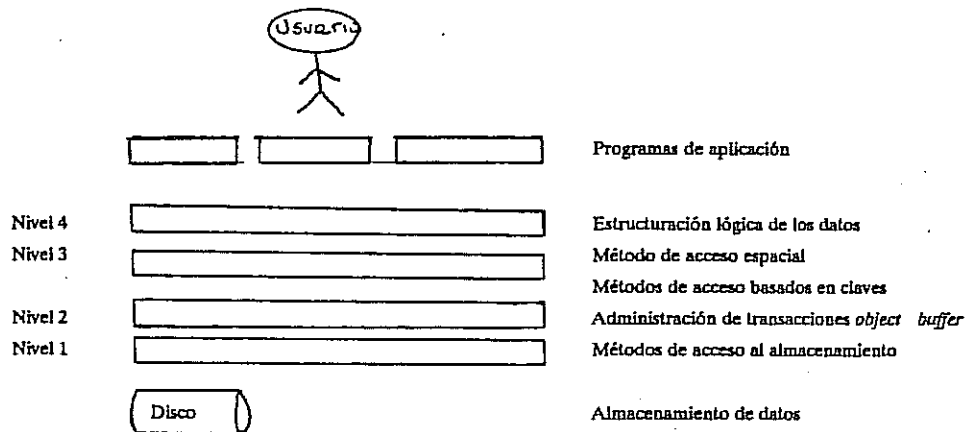 Usuario
Programas de aplicación
Nivel 4 Estructuración lógica de los datos
Nivel 3 Método de acceso espacial
Métodos de acceso basados en claves
Nivel 2 Administración de transacciones object buffer
Nivel 1 Métodos de acceso al almacenamiento
Disco Almacenamiento de datos